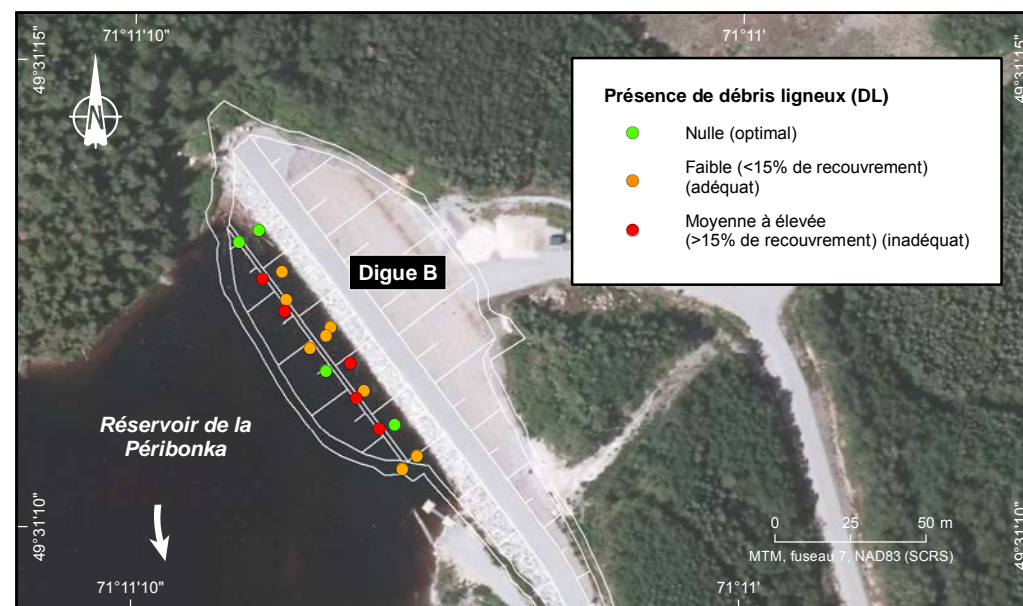 71°11'10"
71°11'
49°31'15"
49°31'15"
N
Présence de débris ligneux (DL)
Nulle (optimal)
Faible (<15% de recouvrement)
(adéquat)
Moyenne à élevée
(>15% de recouvrement) (inadéquat)
Digue B
Réservoir de la
Péribonka
49°31'10"
49°31'10"
0 25 50 m
MTM, fuseau 7, NAD83 (SCRS)
71°11'10"
71°11'